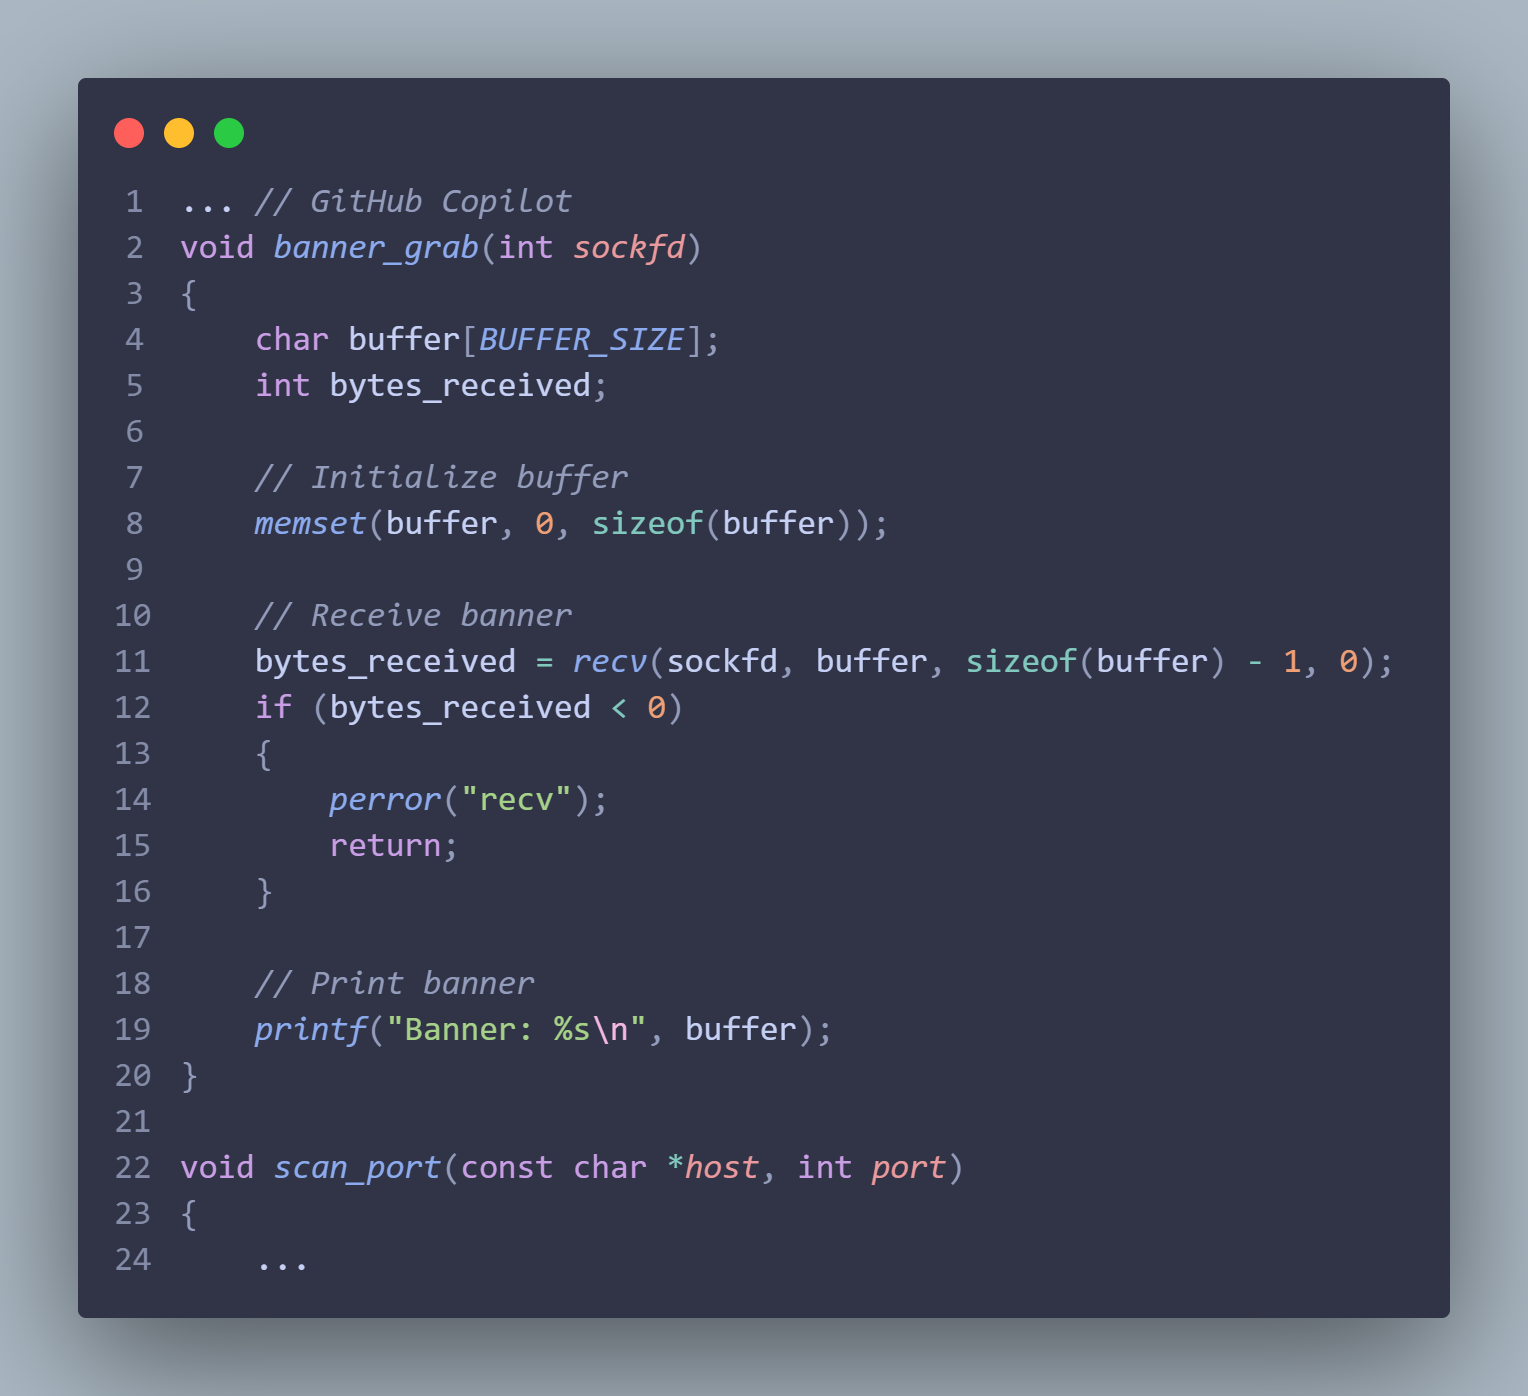 1 ... // GitHub Copilot
2 void banner_grab(int sockfd)
3 {
4     char buffer[BUFFER_SIZE];
5     int bytes_received;
6
7     // Initialize buffer
8     memset(buffer, 0, sizeof(buffer));
9
10     // Receive banner
11     bytes_received = recv(sockfd, buffer, sizeof(buffer) - 1, 0);
12     if (bytes_received < 0)
13     {
14         perror("recv");
15         return;
16     }
17
18     // Print banner
19     printf("Banner: %s\n", buffer);
20 }
21
22 void scan_port(const char *host, int port)
23 {
24     ...